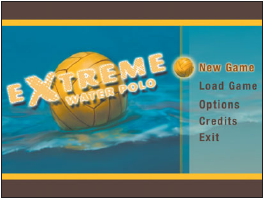 EXTREME
WATER POLO
New Game
Load Game
Options
Credits
Exit